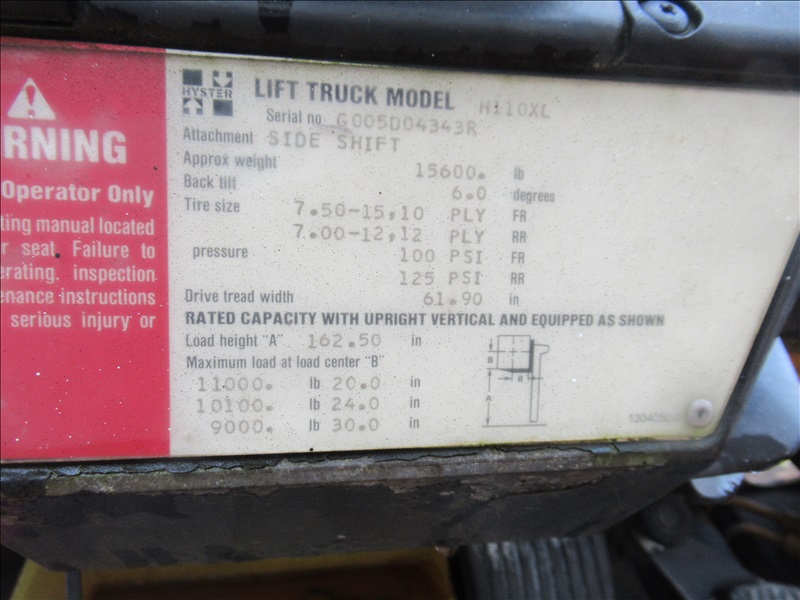 RNING
Operator Only
ting manual located
r seat. Failure to
erating, inspection
enance instructions
serious injury or
HYSTER
LIFT TRUCK MODEL H110XL
Serial no. G005D04343R
Attachment SIDE SHIFT
Approx weight 15600. lb
Back tilt 6.0 degrees
Tire size 7.50-15,10 PLY FR
7.00-12,12 PLY RR
pressure 100 PSI FR
125 PSI RR
Drive tread width 61.90 in
RATED CAPACITY WITH UPRIGHT VERTICAL AND EQUIPPED AS SHOWN
Load height "A" 162.50 in
Maximum load at load center "B"
11000. lb 20.0 in
10100. lb 24.0 in
9000. lb 30.0 in
B
B
A